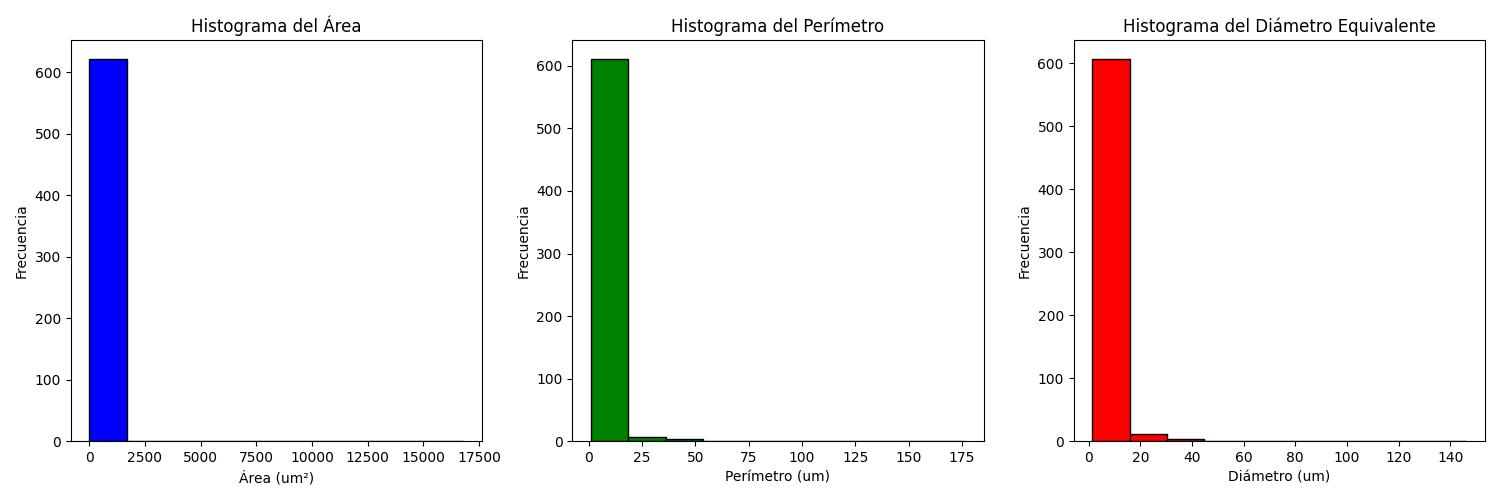 Histograma del Área
600
500
400
300
200
100
0
Frecuencia
0 2500 5000 7500 10000 12500 15000 17500
Área (um²)
Histograma del Perímetro
600
500
400
300
200
100
0
Frecuencia
0 25 50 75 100 125 150 175
Perímetro (um)
Histograma del Diámetro Equivalente
600
500
400
300
200
100
0
Frecuencia
0 20 40 60 80 100 120 140
Diámetro (um)